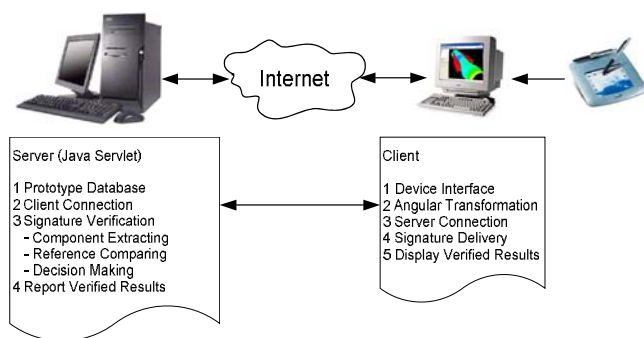 Internet
Server (Java Servlet)
1 Prototype Database
2 Client Connection
3 Signature Verification
- Component Extracting
- Reference Comparing
- Decision Making
4 Report Verified Results
Client
1 Device Interface
2 Angular Transformation
3 Server Connection
4 Signature Delivery
5 Display Verified Results